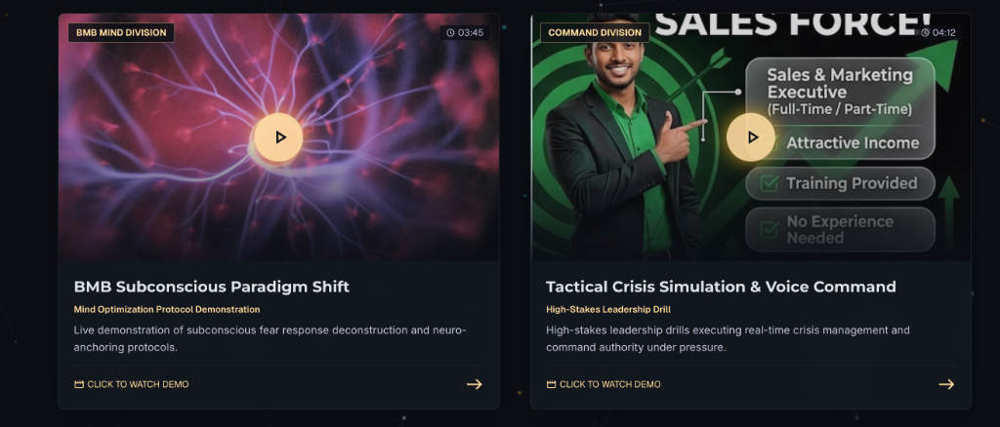 BMB MIND DIVISION
03:45
BMB Subconscious Paradigm Shift
Mind Optimization Protocol Demonstration
Live demonstration of subconscious fear response deconstruction and neuro-
anchoring protocols.
CLICK TO WATCH DEMO
COMMAND DIVISION
SALES FORCE!
04:12
Sales & Marketing
Executive
(Full-Time / Part-Time)
Attractive Income
Training Provided
No Experience
Needed
Tactical Crisis Simulation & Voice Command
High-Stakes Leadership Drill
High-stakes leadership drills executing real-time crisis management and
command authority under pressure.
CLICK TO WATCH DEMO